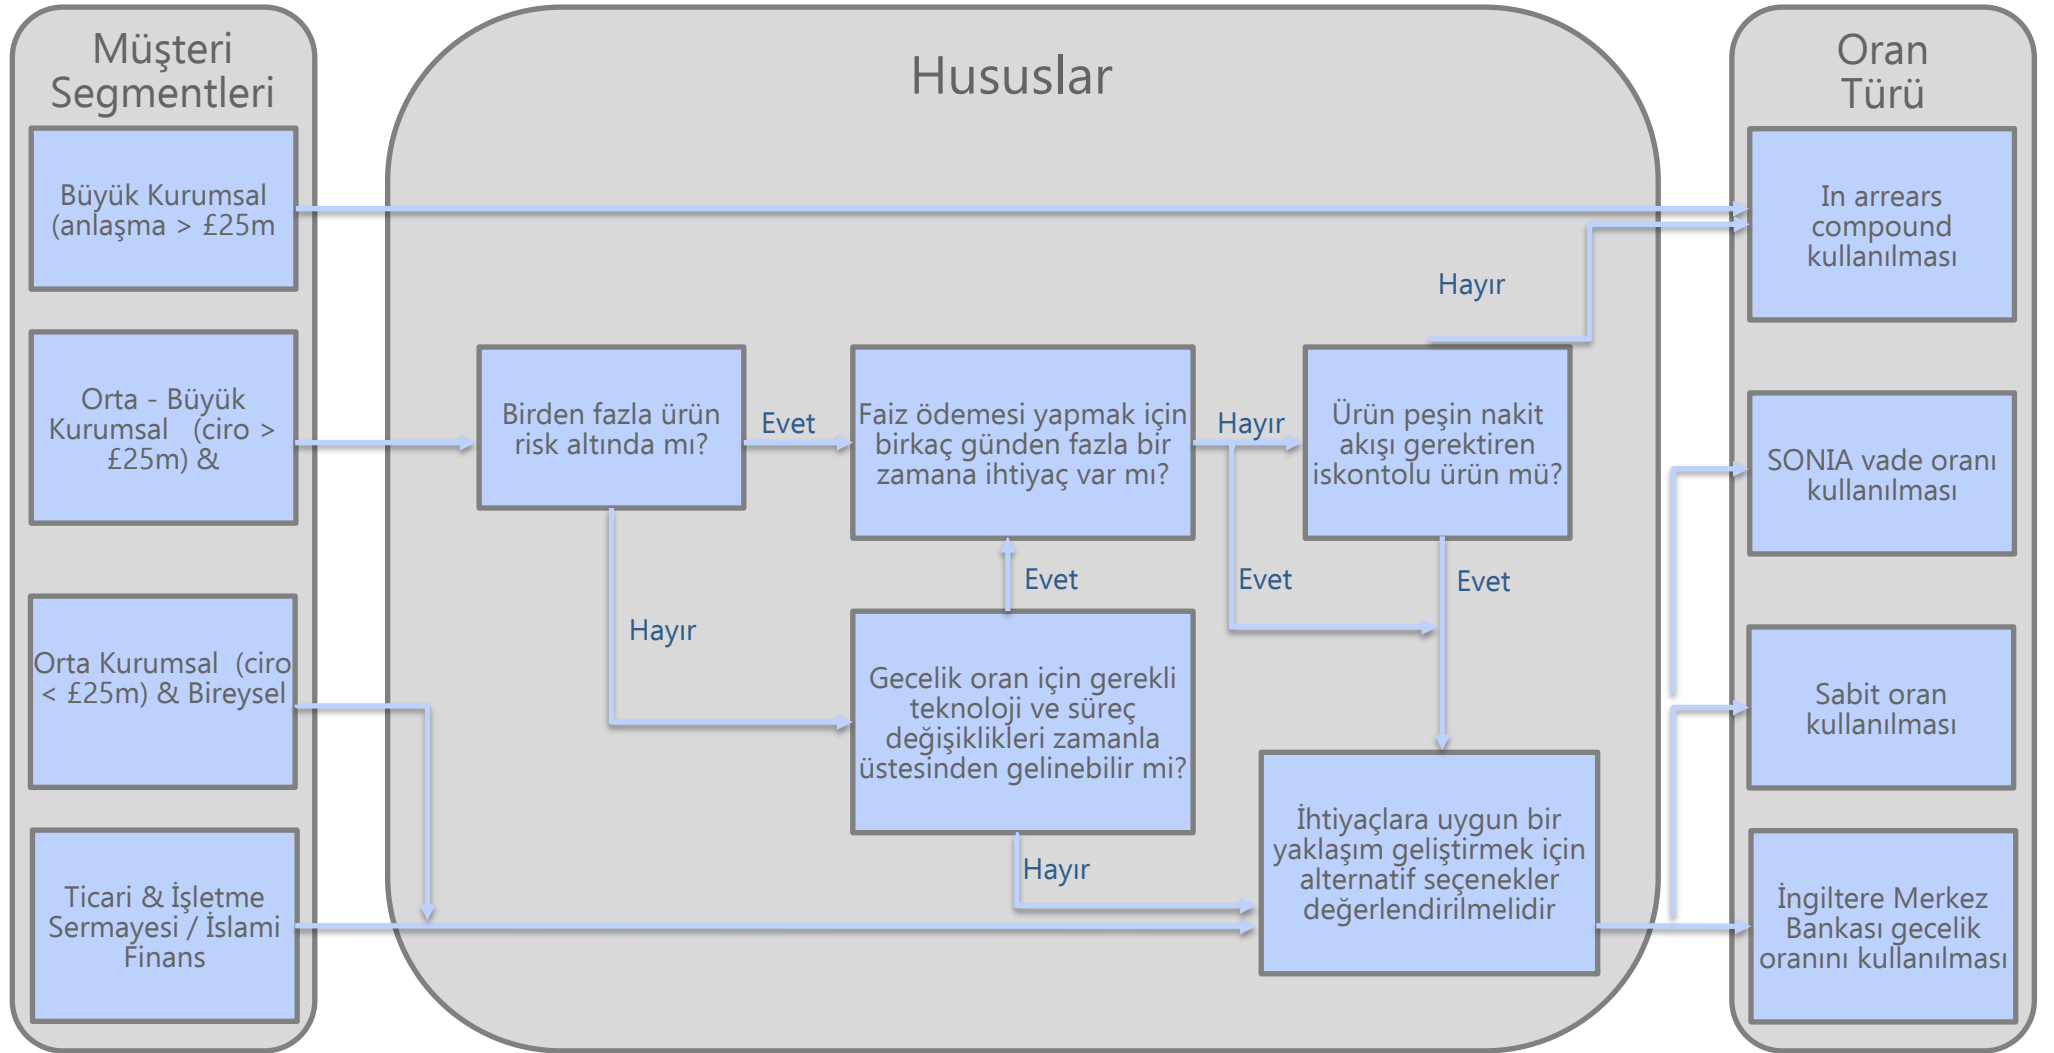 Müşteri
Segmentleri
Büyük Kurumsal
(anlaşma > £25m
Orta - Büyük
Kurumsal (ciro >
£25m) &
Orta Kurumsal (ciro
< £25m) & Bireysel
Ticari & İşletme
Sermayesi / İslami
Finans
Hususlar
Birden fazla ürün
risk altında mı?
Evet
Hayır
Faiz ödemesi yapmak için
birkaç günden fazla bir
zamana ihtiyaç var mı?
Hayır
Evet
Evet
Gecelik oran için gerekli
teknoloji ve süreç
değişiklikleri zamanla
üstesinden gelinebilir mi?
Hayır
Ürün peşin nakit
akışı gerektiren
iskontolu ürün mü?
Hayır
Evet
İhtiyaçlara uygun bir
yaklaşım geliştirmek için
alternatif seçenekler
değerlendirilmelidir
Oran
Türü
In arrears
compound
kullanılması
SONIA vade oranı
kullanılması
Sabit oran
kullanılması
İngiltere Merkez
Bankası gecelik
oranını kullanılması